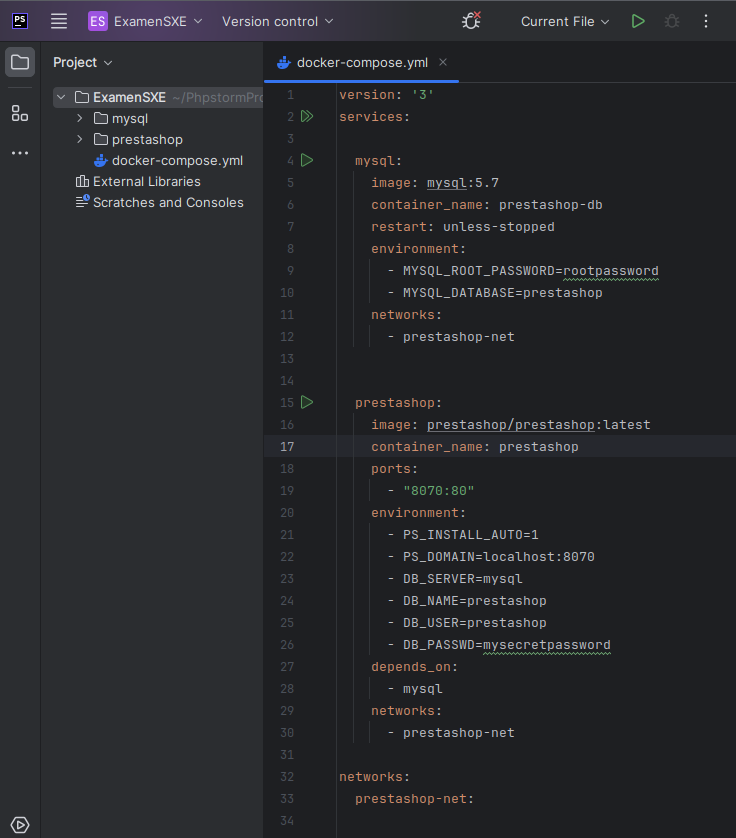 PS
ES ExamenSXE Version control Current File
Project
docker-compose.yml
ExamenSXE
mysql
prestashop
docker-compose.yml
External Libraries
Scratches and Consoles
1 version: '3'
2 services:
3
4 mysql:
5 image: mysql:5.7
6 container_name: prestashop-db
7 restart: unless-stopped
8 environment:
9 - MYSQL_ROOT_PASSWORD=rootpassword
10 - MYSQL_DATABASE=prestashop
11 networks:
12 - prestashop-net
13
14
15 prestashop:
16 image: prestashop/prestashop:latest
17 container_name: prestashop
18 ports:
19 - "8070:80"
20 environment:
21 - PS_INSTALL_AUTO=1
22 - PS_DOMAIN=localhost:8070
23 - DB_SERVER=mysql
24 - DB_NAME=prestashop
25 - DB_USER=prestashop
26 - DB_PASSWD=mysecretpassword
27 depends_on:
28 - mysql
29 networks:
30 - prestashop-net
31
32 networks:
33 prestashop-net:
34